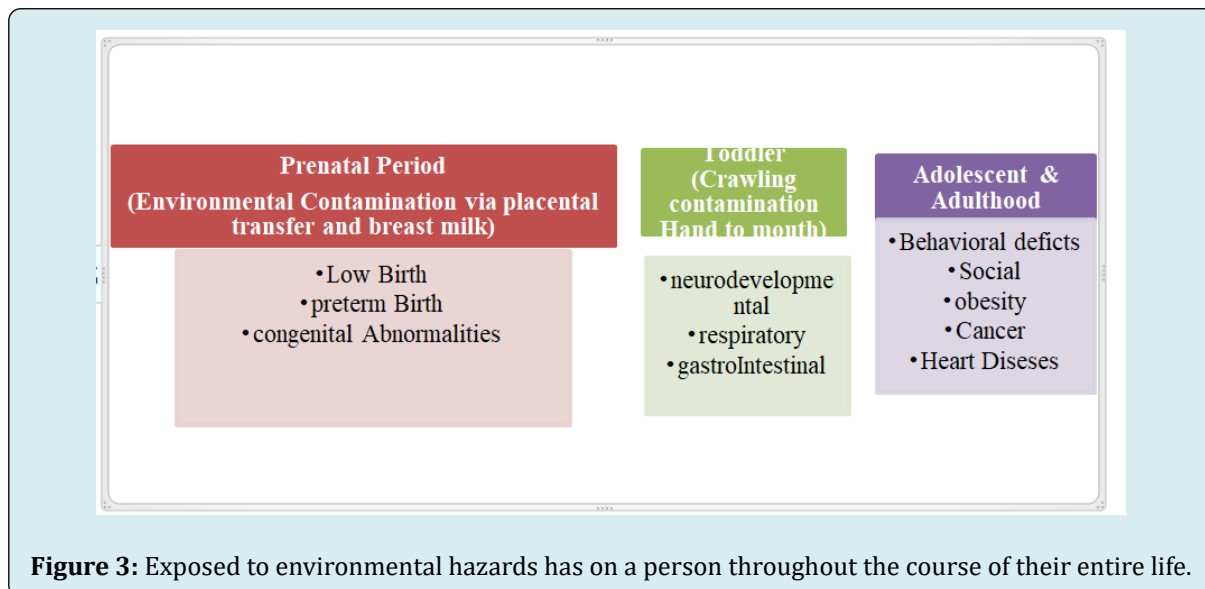 Prenatal Period
(Environmental Contamination via placental
transfer and breast milk)
•Low Birth
•preterm Birth
•congenital Abnormalities
Toddler
(Crawling
contamination
Hand to mouth)
•neurodevelopme
ntal
•respiratory
•gastroIntestinal
Adolescent &
Adulthood
•Behavioral deficts
•Social
•obesity
•Cancer
•Heart Diseses
Figure 3: Exposed to environmental hazards has on a person throughout the course of their entire life.